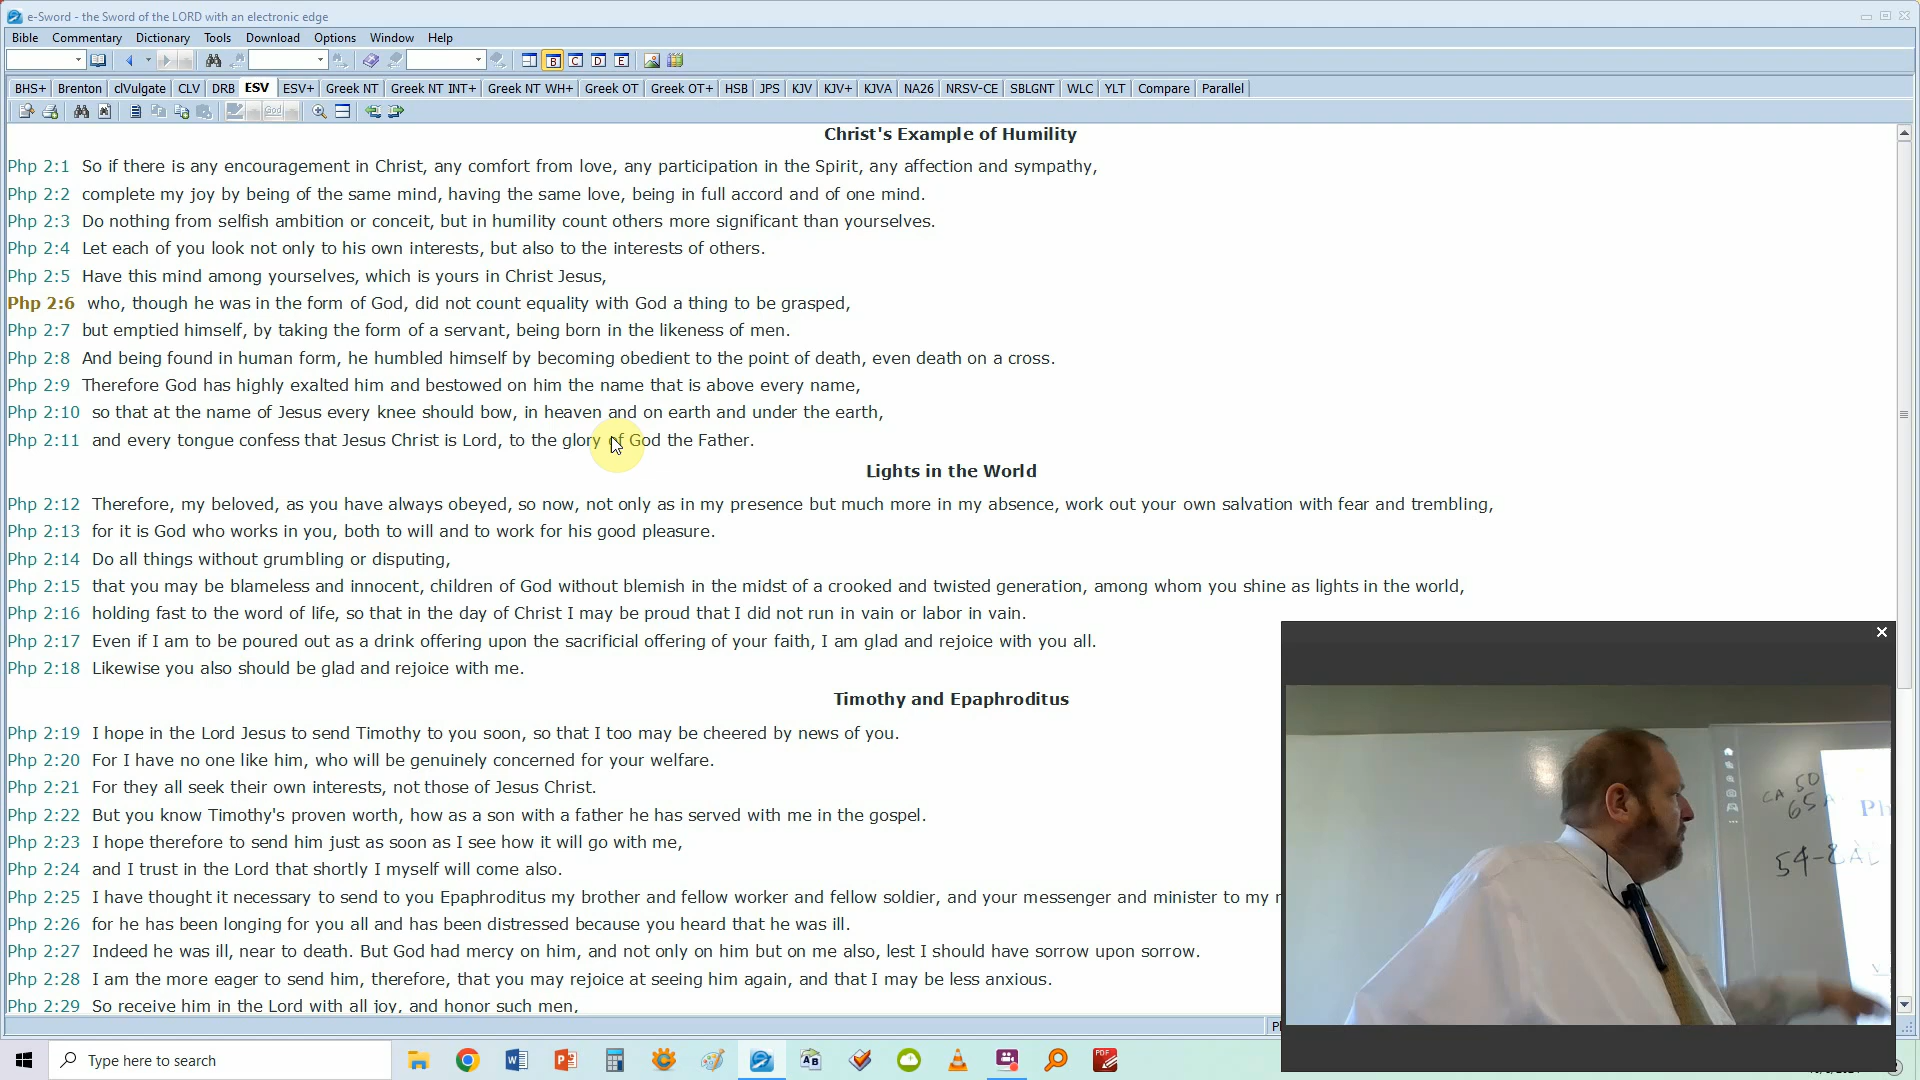 e-Sword - the Sword of the LORD with an electronic edge
Bible Commentary Dictionary Tools Download Options Window Help
B C D E
BHS+ Brenton clVulgate CLV DRB ESV ESV+ Greek NT Greek NT INT+ Greek NT WH+ Greek OT Greek OT+ HSB JPS KJV KJV+ KJVA NA26 NRSV-CE SBLGNT WLC YLT Compare Parallel
God
Christ's Example of Humility
Php 2:1 So if there is any encouragement in Christ, any comfort from love, any participation in the Spirit, any affection and sympathy,
Php 2:2 complete my joy by being of the same mind, having the same love, being in full accord and of one mind.
Php 2:3 Do nothing from selfish ambition or conceit, but in humility count others more significant than yourselves.
Php 2:4 Let each of you look not only to his own interests, but also to the interests of others.
Php 2:5 Have this mind among yourselves, which is yours in Christ Jesus,
Php 2:6 who, though he was in the form of God, did not count equality with God a thing to be grasped,
Php 2:7 but emptied himself, by taking the form of a servant, being born in the likeness of men.
Php 2:8 And being found in human form, he humbled himself by becoming obedient to the point of death, even death on a cross.
Php 2:9 Therefore God has highly exalted him and bestowed on him the name that is above every name,
Php 2:10 so that at the name of Jesus every knee should bow, in heaven and on earth and under the earth,
Php 2:11 and every tongue confess that Jesus Christ is Lord, to the glory of God the Father.
Lights in the World
Php 2:12 Therefore, my beloved, as you have always obeyed, so now, not only as in my presence but much more in my absence, work out your own salvation with fear and trembling,
Php 2:13 for it is God who works in you, both to will and to work for his good pleasure.
Php 2:14 Do all things without grumbling or disputing,
Php 2:15 that you may be blameless and innocent, children of God without blemish in the midst of a crooked and twisted generation, among whom you shine as lights in the world,
Php 2:16 holding fast to the word of life, so that in the day of Christ I may be proud that I did not run in vain or labor in vain.
Php 2:17 Even if I am to be poured out as a drink offering upon the sacrificial offering of your faith, I am glad and rejoice with you all.
Php 2:18 Likewise you also should be glad and rejoice with me.
Timothy and Epaphroditus
Php 2:19 I hope in the Lord Jesus to send Timothy to you soon, so that I too may be cheered by news of you.
Php 2:20 For I have no one like him, who will be genuinely concerned for your welfare.
Php 2:21 For they all seek their own interests, not those of Jesus Christ.
Php 2:22 But you know Timothy's proven worth, how as a son with a father he has served with me in the gospel.
Php 2:23 I hope therefore to send him just as soon as I see how it will go with me,
Php 2:24 and I trust in the Lord that shortly I myself will come also.
Php 2:25 I have thought it necessary to send to you Epaphroditus my brother and fellow worker and fellow soldier, and your messenger and minister to my
Php 2:26 for he has been longing for you all and has been distressed because you heard that he was ill.
Php 2:27 Indeed he was ill, near to death. But God had mercy on him, and not only on him but on me also, lest I should have sorrow upon sorrow.
Php 2:28 I am the more eager to send him, therefore, that you may rejoice at seeing him again, and that I may be less anxious.
Php 2:29 So receive him in the Lord with all joy, and honor such men,
CA 50
65 A
Ph
54-
Type here to search
PDF